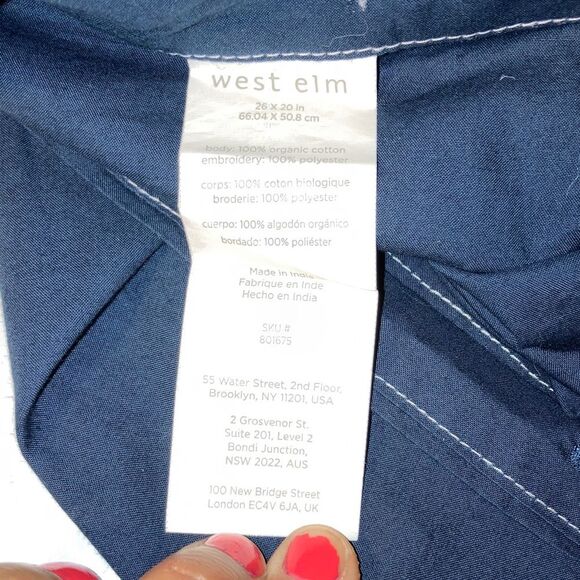 west elm
26 X 20 in
66.04 X 50.8 cm
body: 100% organic cotton
embroidery: 100% polyester
corps: 100% coton biologique
broderie: 100% polyester
cuerpo: 100% algodón orgánico
bordado: 100% poliéster
Made in India
Fabriqué en Inde
Hecho en India
SKU#
801675
55 Water Street, 2nd Floor,
Brooklyn, NY 11201, USA
2 Grosvenor St.
Suite 201, Level 2
Bondi Junction,
NSW 2022, AUS
100 New Bridge Street
London EC4V 6JA, UK